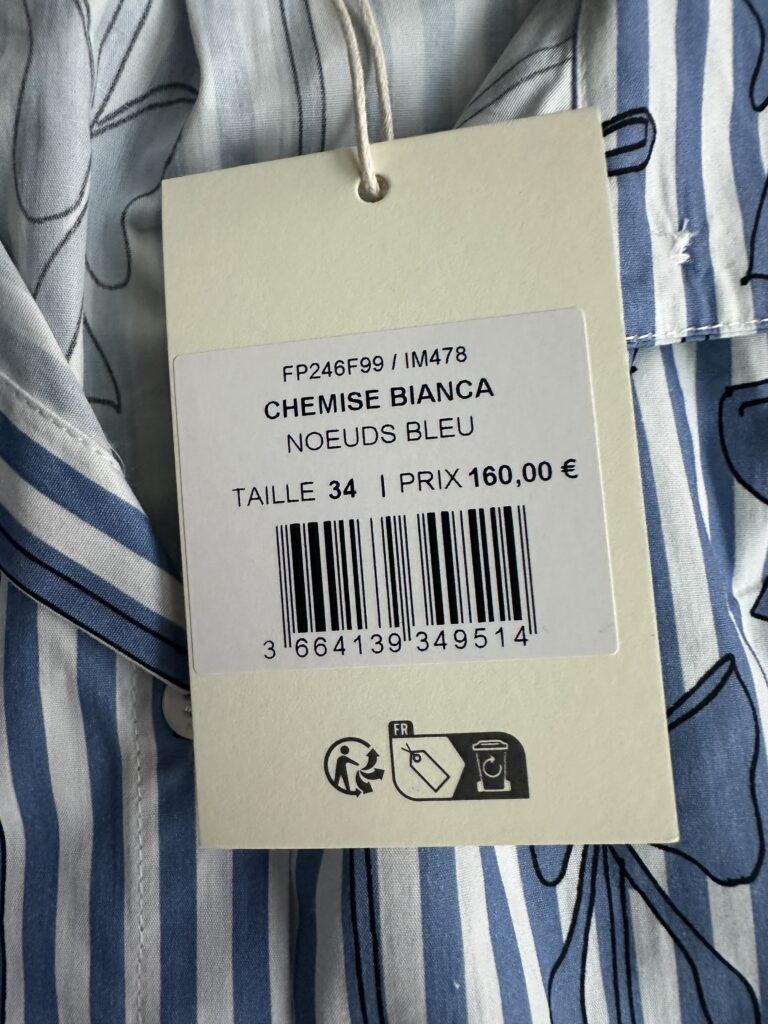 FP246F99 / IM478
CHEMISE BIANCA
NOEUDS BLEU
TAILLE 34 | PRIX 160,00 €
3 664139 349514
FR